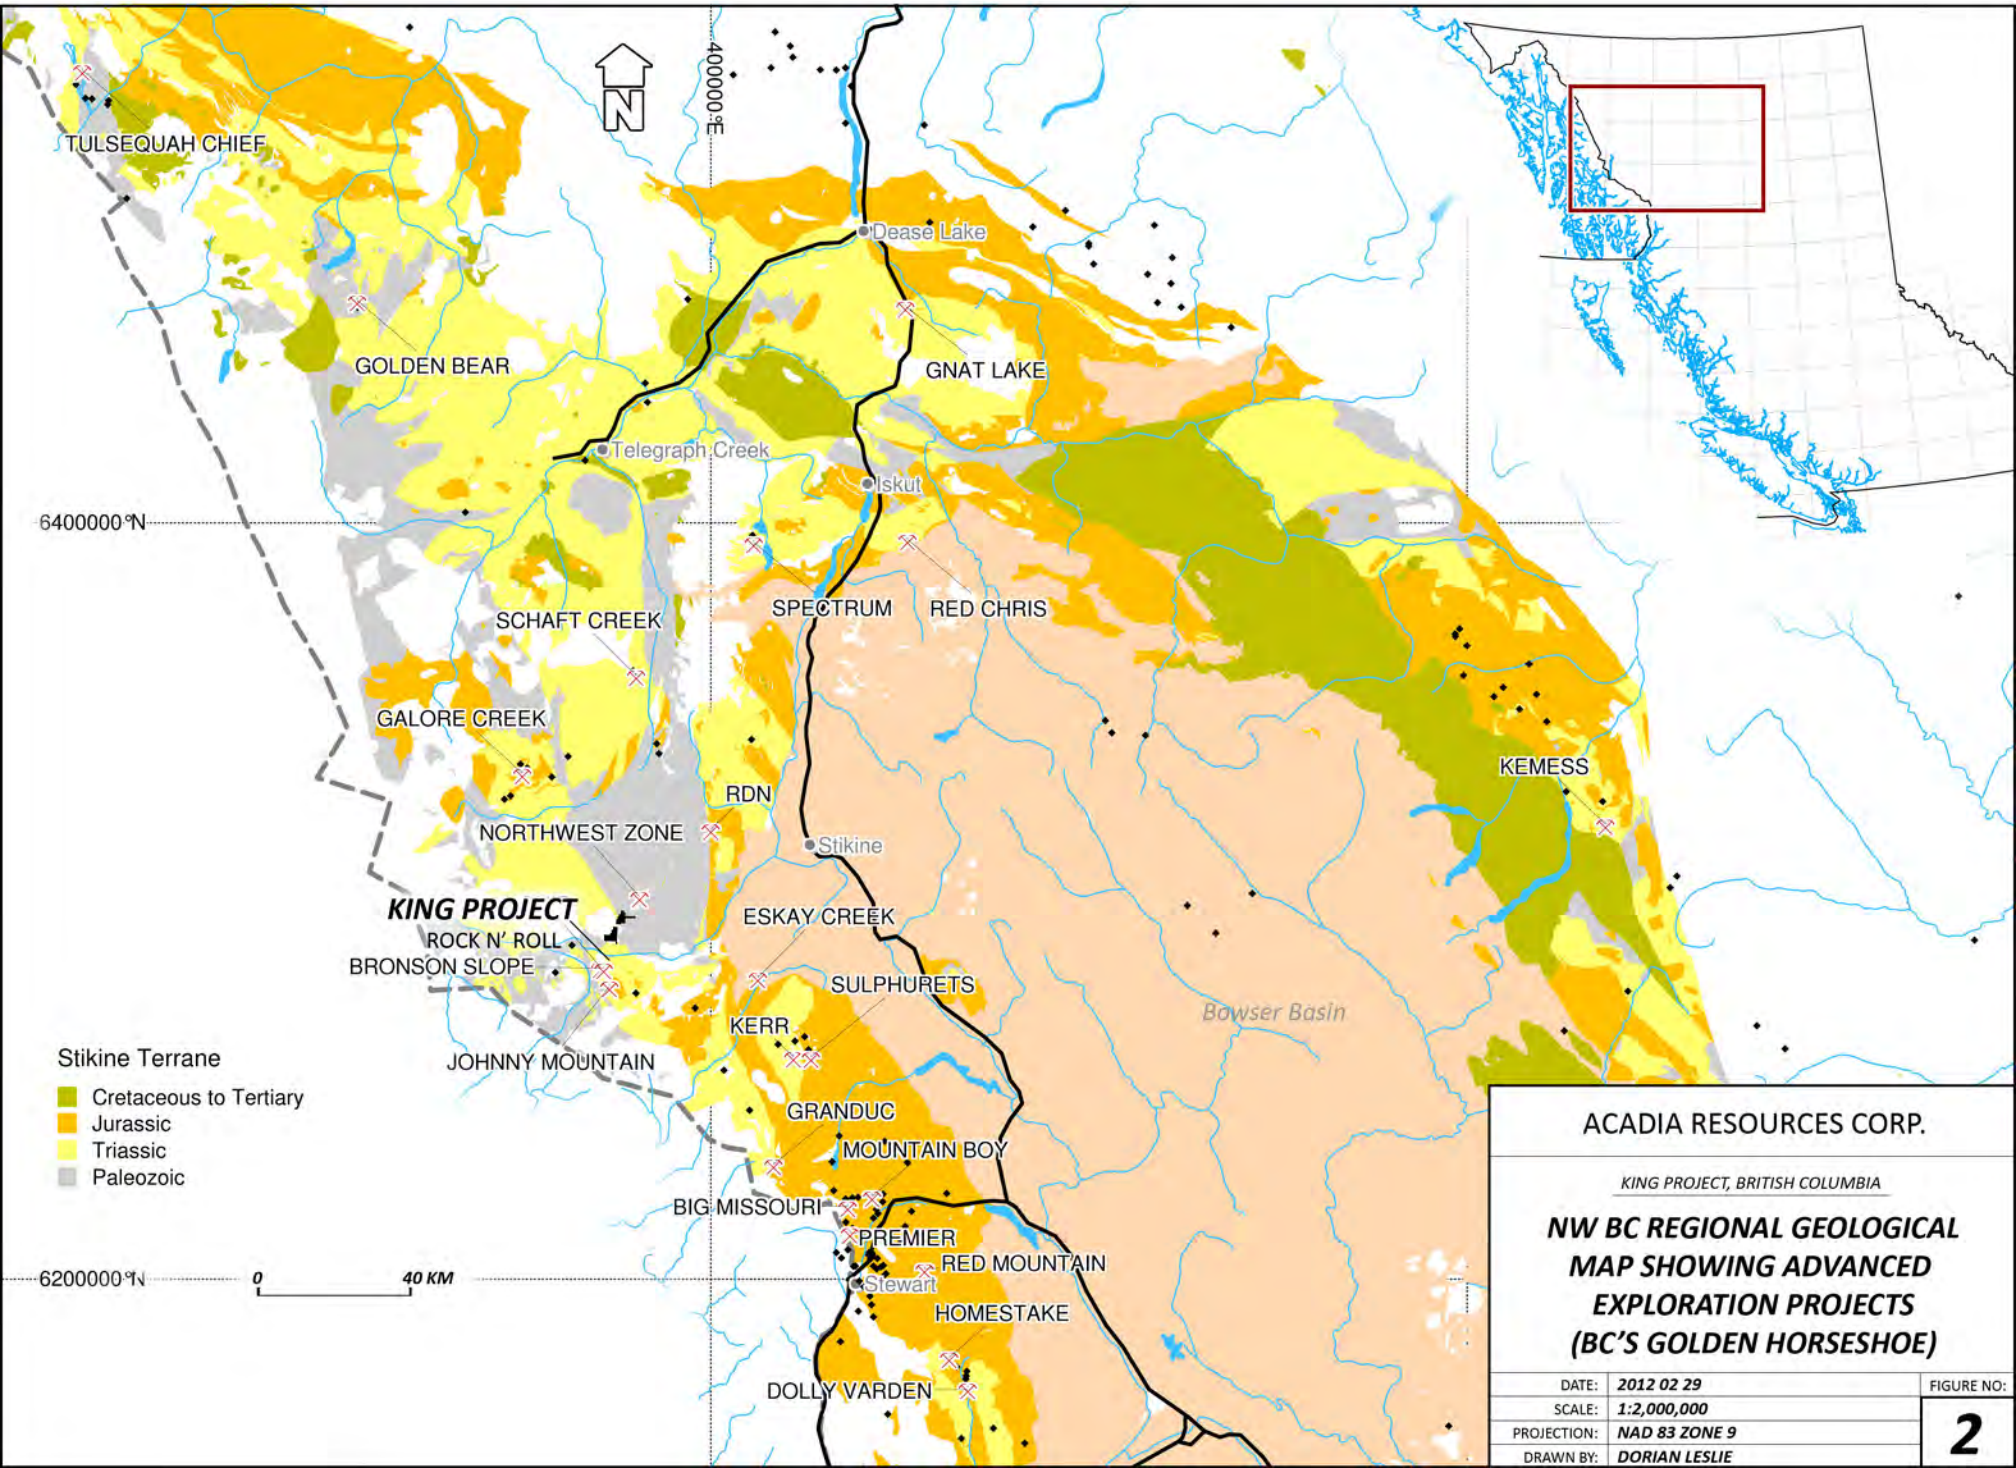 400000°E
N
TULSEQUAH CHIEF
Dease Lake
GOLDEN BEAR
GNAT LAKE
Telegraph Creek
Iskut
6400000°N
SPECTRUM
RED CHRIS
SCHAFT CREEK
GALORE CREEK
KEMESS
RDN
NORTHWEST ZONE
Stikine
KING PROJECT
ESKAY CREEK
ROCK N' ROLL
BRONSON SLOPE
SULPHURETS
Bowser Basin
KERR
JOHNNY MOUNTAIN
Stikine Terrane
Cretaceous to Tertiary
Jurassic
Triassic
Paleozoic
GRANDUC
MOUNTAIN BOY
BIG MISSOURI
PREMIER
RED MOUNTAIN
6200000°N
0 40 KM
Stewart
HOMESTAKE
DOLLY VARDEN
ACADIA RESOURCES CORP.
KING PROJECT, BRITISH COLUMBIA
NW BC REGIONAL GEOLOGICAL
MAP SHOWING ADVANCED
EXPLORATION PROJECTS
(BC'S GOLDEN HORSESHOE)
DATE: 2012 02 29
SCALE: 1:2,000,000
PROJECTION: NAD 83 ZONE 9
DRAWN BY: DORIAN LESLIE
FIGURE NO:
2